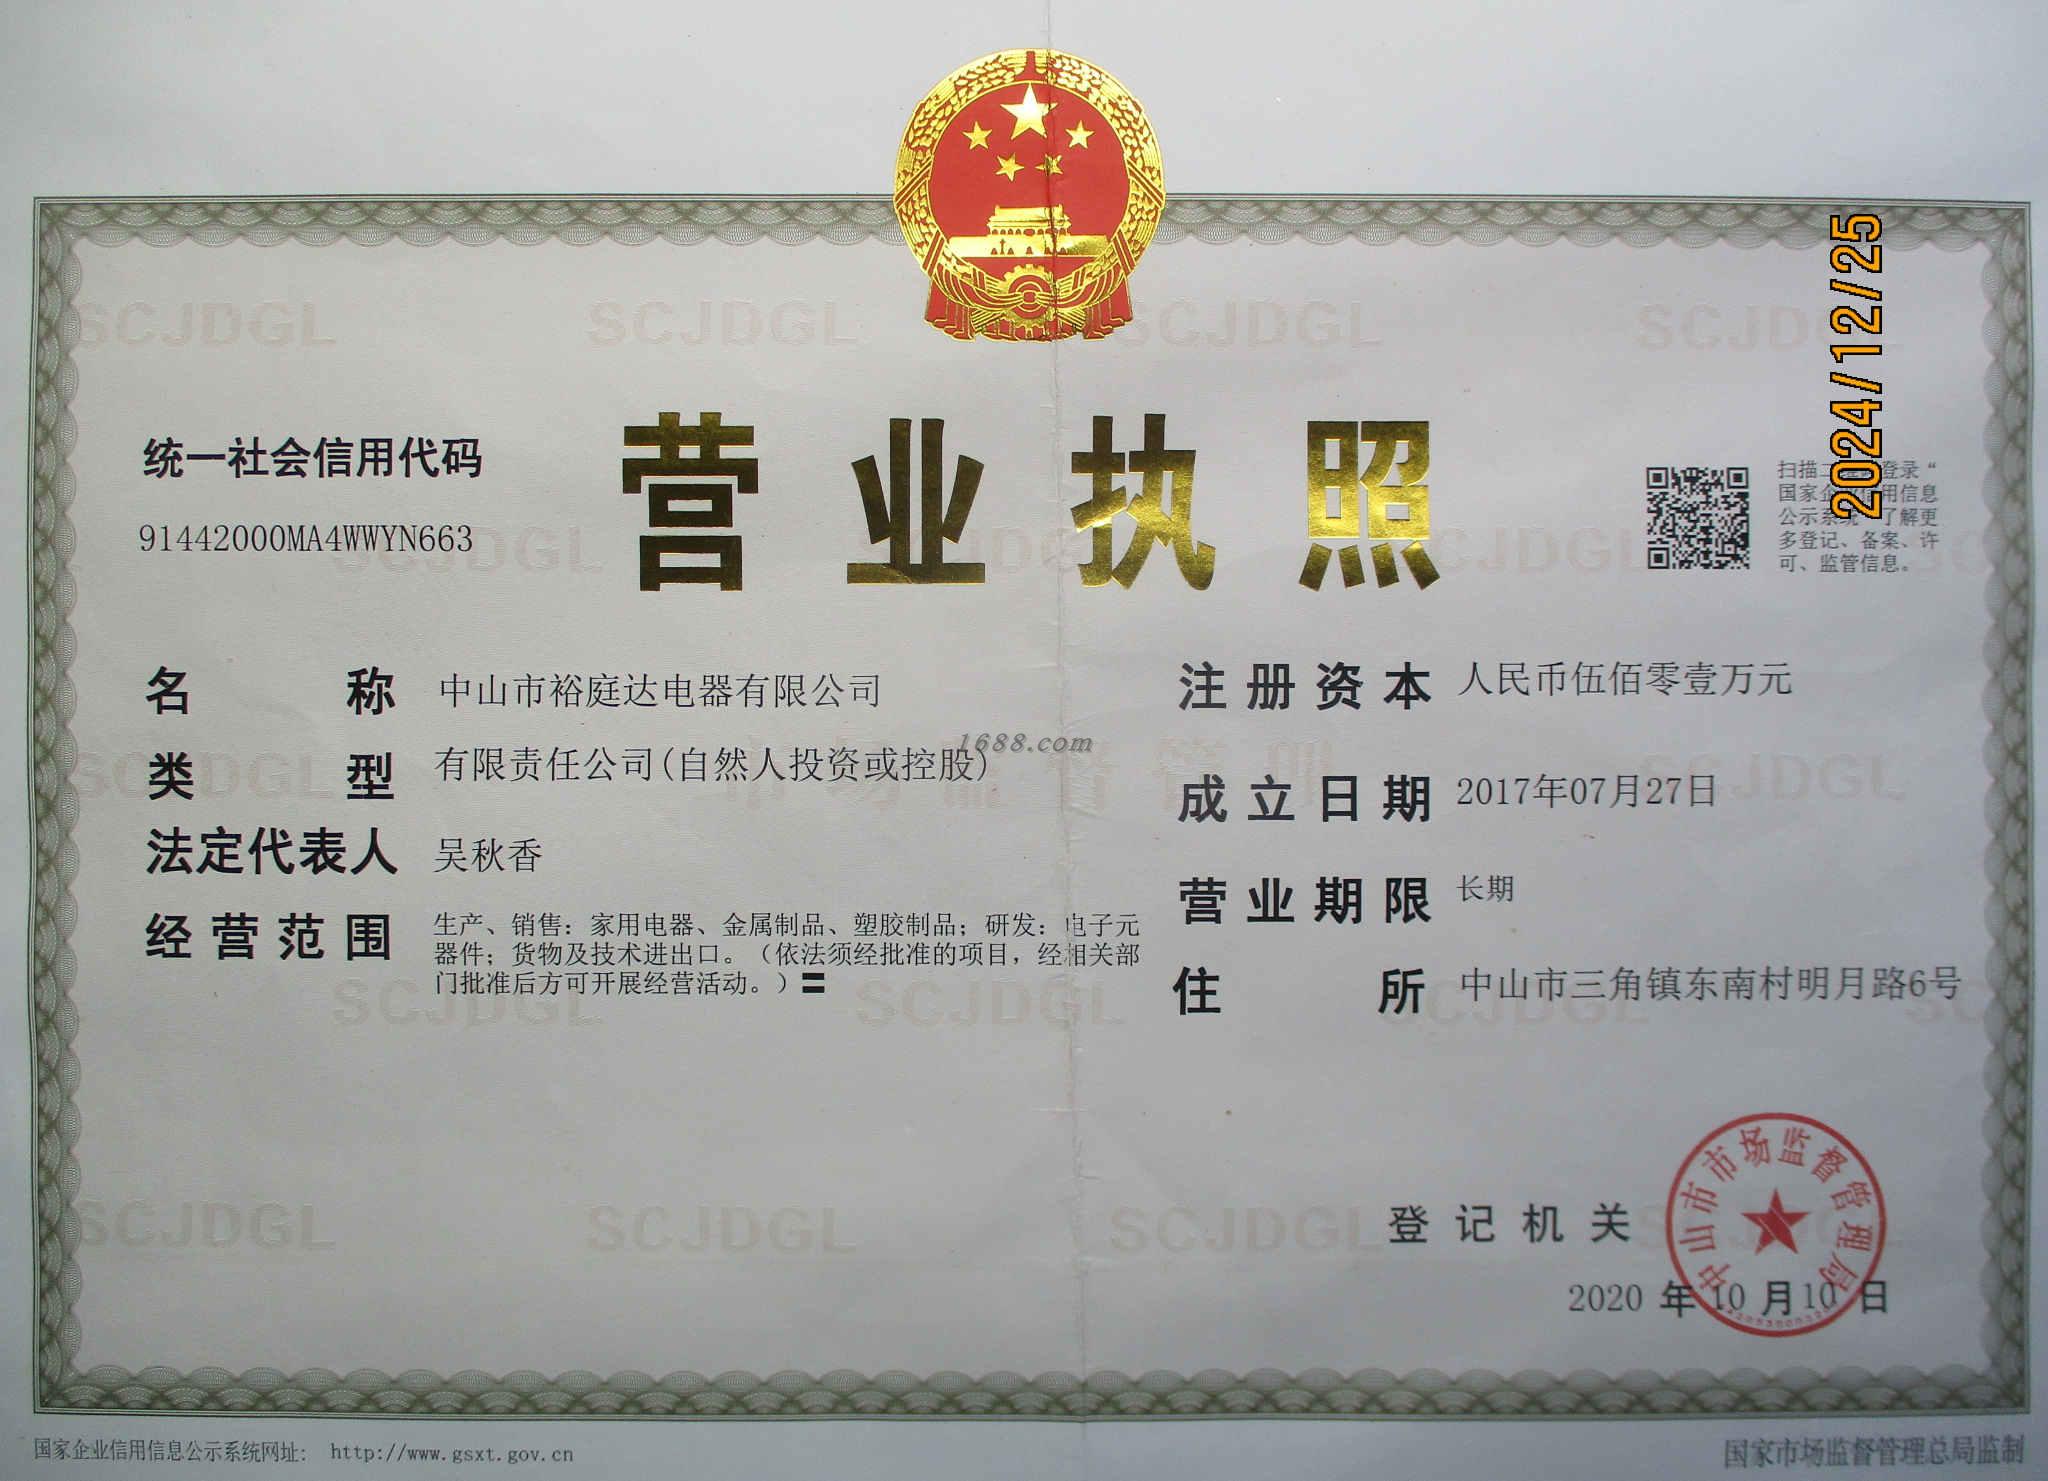 2024/12/25
营业执照
统一社会信用代码
91442000MA4WWYN663
扫描二维码登录“
国家企业信用信息
公示系统”了解更
多登记、备案、许
可、监管信息。
名称 中山市裕庭达电器有限公司
类型 有限责任公司(自然人投资或控股)
法定代表人 吴秋香
经营范围 生产、销售：家用电器、金属制品、塑胶制品；研发：电子元
器件；货物及技术进出口。（依法须经批准的项目，经相关部
门批准后方可开展经营活动。）〓
注册资本 人民币伍佰零壹万元
成立日期 2017年07月27日
营业期限 长期
住所 中山市三角镇东南村明月路6号
1688.com
SCJDGL SCJDGL SCJDGL SCJDGL
市场监督管理
登记机关
中山市市场监督管理局
2020 年 10 月 10 日
国家企业信用信息公示系统网址: http://www.gsxt.gov.cn
国家市场监督管理总局监制